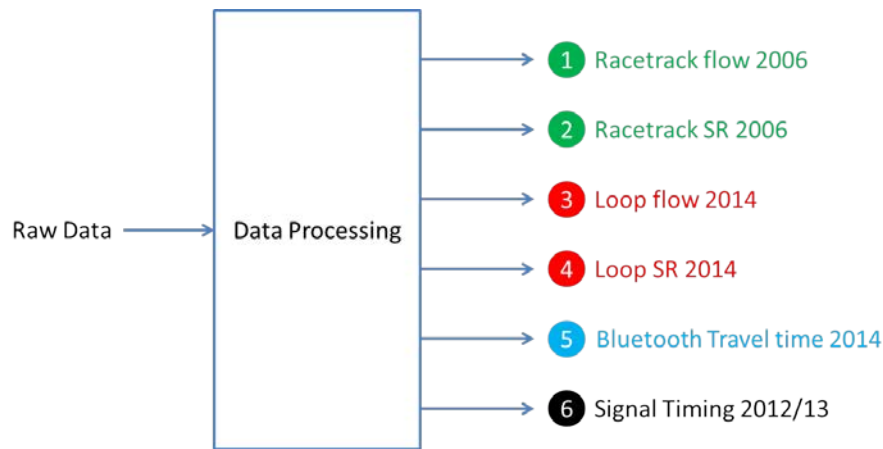 1 Racetrack flow 2006
2 Racetrack SR 2006
3 Loop flow 2014
Raw Data
Data Processing
4 Loop SR 2014
5 Bluetooth Travel time 2014
6 Signal Timing 2012/13